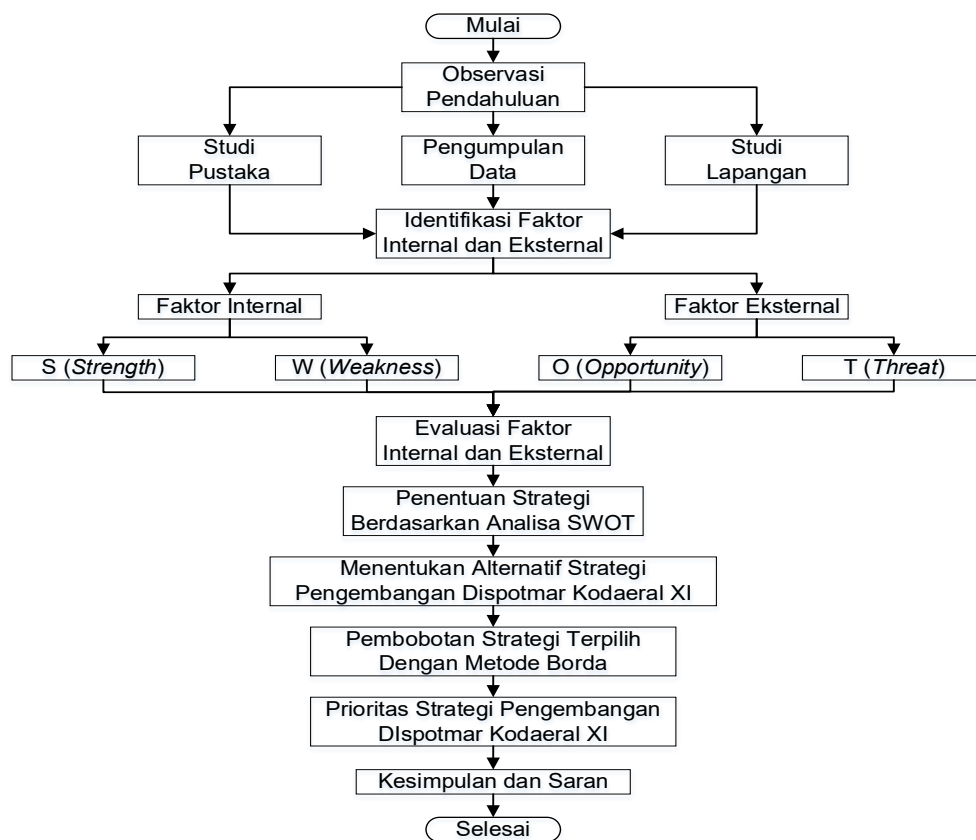 Mulai
Observasi
Pendahuluan
Studi
Pustaka
Pengumpulan
Data
Studi
Lapangan
Identifikasi Faktor
Internal dan Eksternal
Faktor Internal
Faktor Eksternal
S (Strength)
W (Weakness)
O (Opportunity)
T (Threat)
Evaluasi Faktor
Internal dan Eksternal
Penentuan Strategi
Berdasarkan Analisa SWOT
Menentukan Alternatif Strategi
Pengembangan Dispotmar Kodaeral XI
Pembobotan Strategi Terpilih
Dengan Metode Borda
Prioritas Strategi Pengembangan
DIspotmar Kodaeral XI
Kesimpulan dan Saran
Selesai